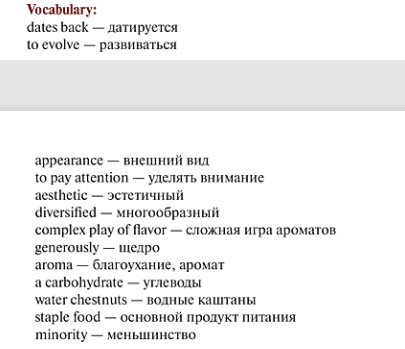 Vocabulary:
dates back — датируется
to evolve — развиваться
appearance — внешний вид
to pay attention — уделять внимание
aesthetic — эстетичный
diversified — многообразный
complex play of flavor — сложная игра ароматов
generously — щедро
aroma — благоухание, аромат
a carbohydrate — углеводы
water chestnuts — водные каштаны
staple food — основной продукт питания
minority — меньшинство